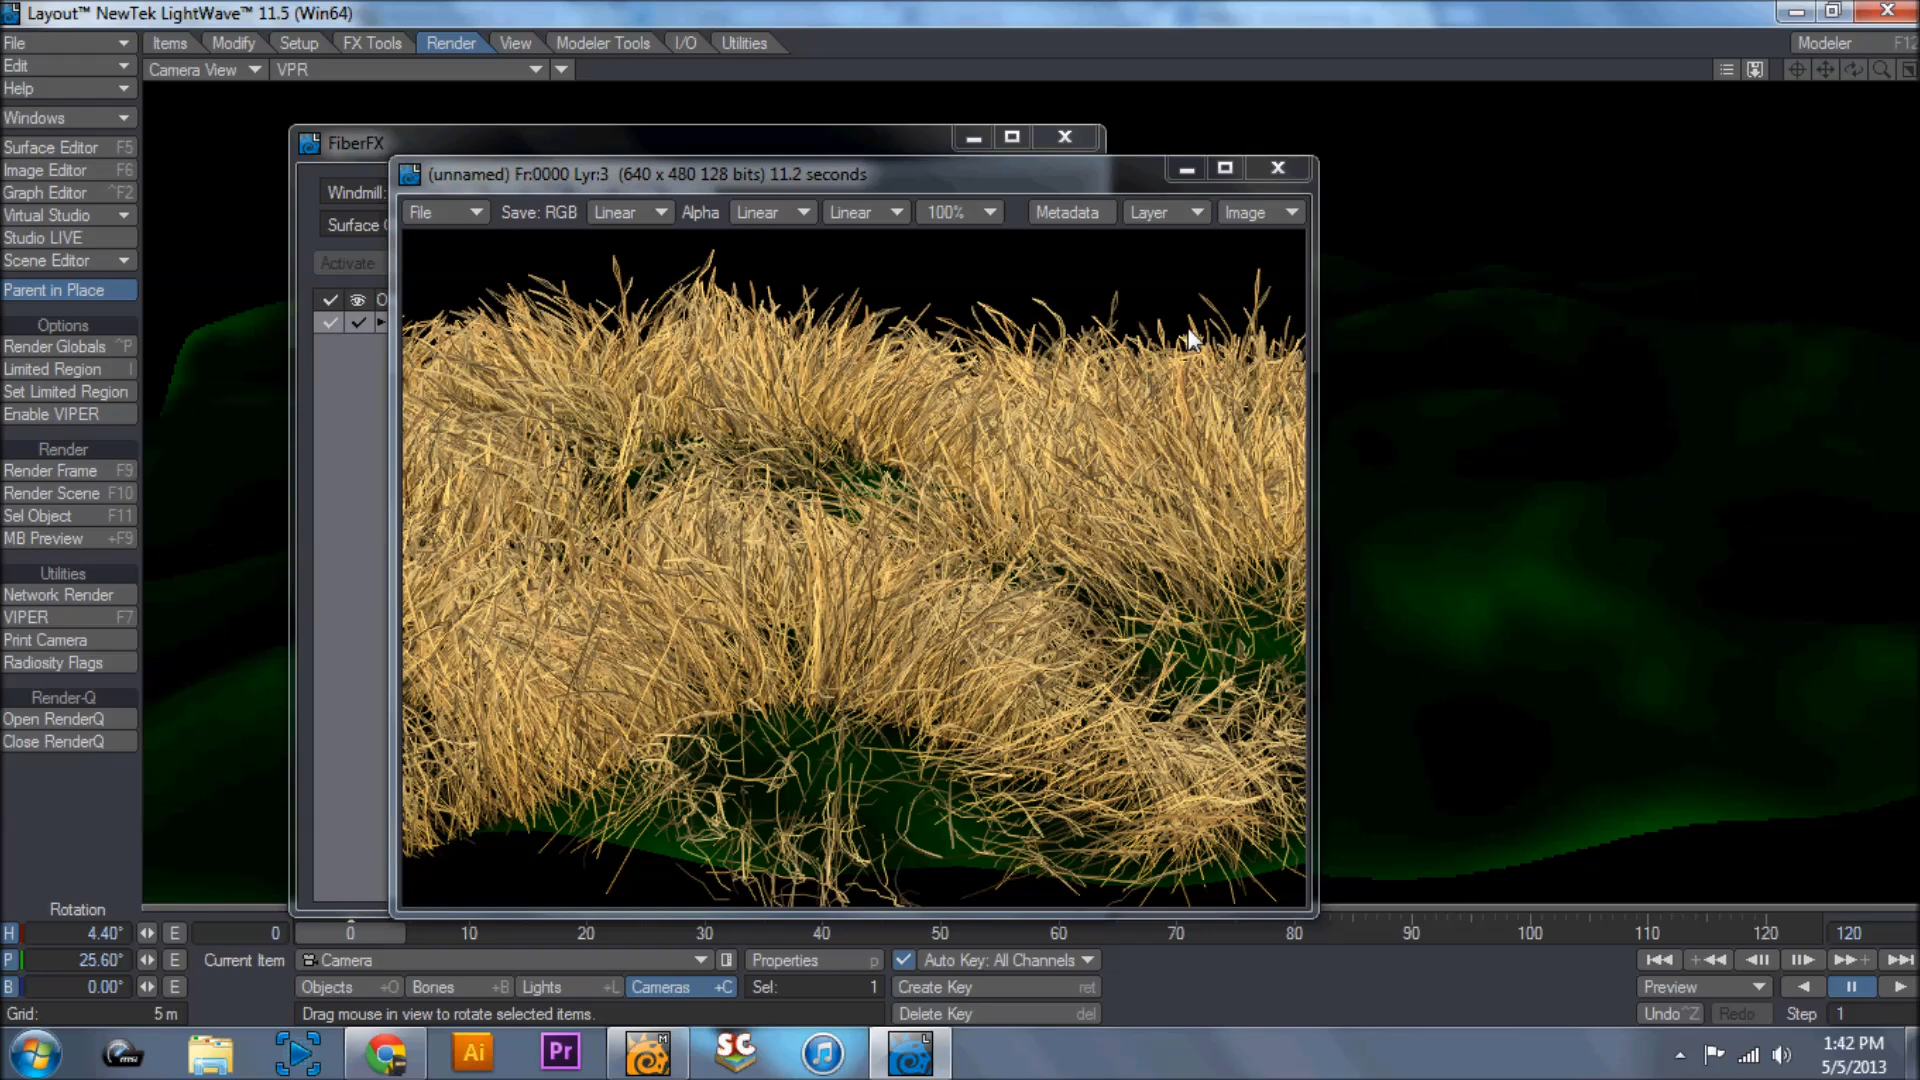 Layout™ NewTek LightWave™ 11.5 (Win64)
File Items Modify Setup FX Tools Render View Modeler Tools I/O Utilities Modeler F12
Edit Camera View VPR
Help
Windows
Surface Editor F5
Image Editor F6
Graph Editor ^F2
Virtual Studio
Studio LIVE
Scene Editor
Parent in Place
Options
Render Globals ^P
Limited Region l
Set Limited Region
Enable VIPER
Render
Render Frame F9
Render Scene F10
Sel Object F11
MB Preview +F9
Utilities
Network Render
VIPER F7
Print Camera
Radiosity Flags
Render-Q
Open RenderQ
Close RenderQ
FiberFX
Windmill:
Surface
Activate
(unnamed) Fr:0000 Lyr:3 (640 x 480 128 bits) 11.2 seconds
File Save: RGB Linear Alpha Linear Linear 100% Metadata Layer Image
Rotation
H 4.40° E 0 0 10 20 30 40 50 60 70 80 90 100 110 120 120
P 25.60° E Current Item Camera Properties p Auto Key: All Channels
B 0.00° E Objects +O Bones +B Lights +L Cameras +C Sel: 1 Create Key ret Preview
Grid: 5 m Drag mouse in view to rotate selected items. Delete Key del Undo ^Z Redo Step 1
Ai Pr M SC L
1:42 PM
5/5/2013